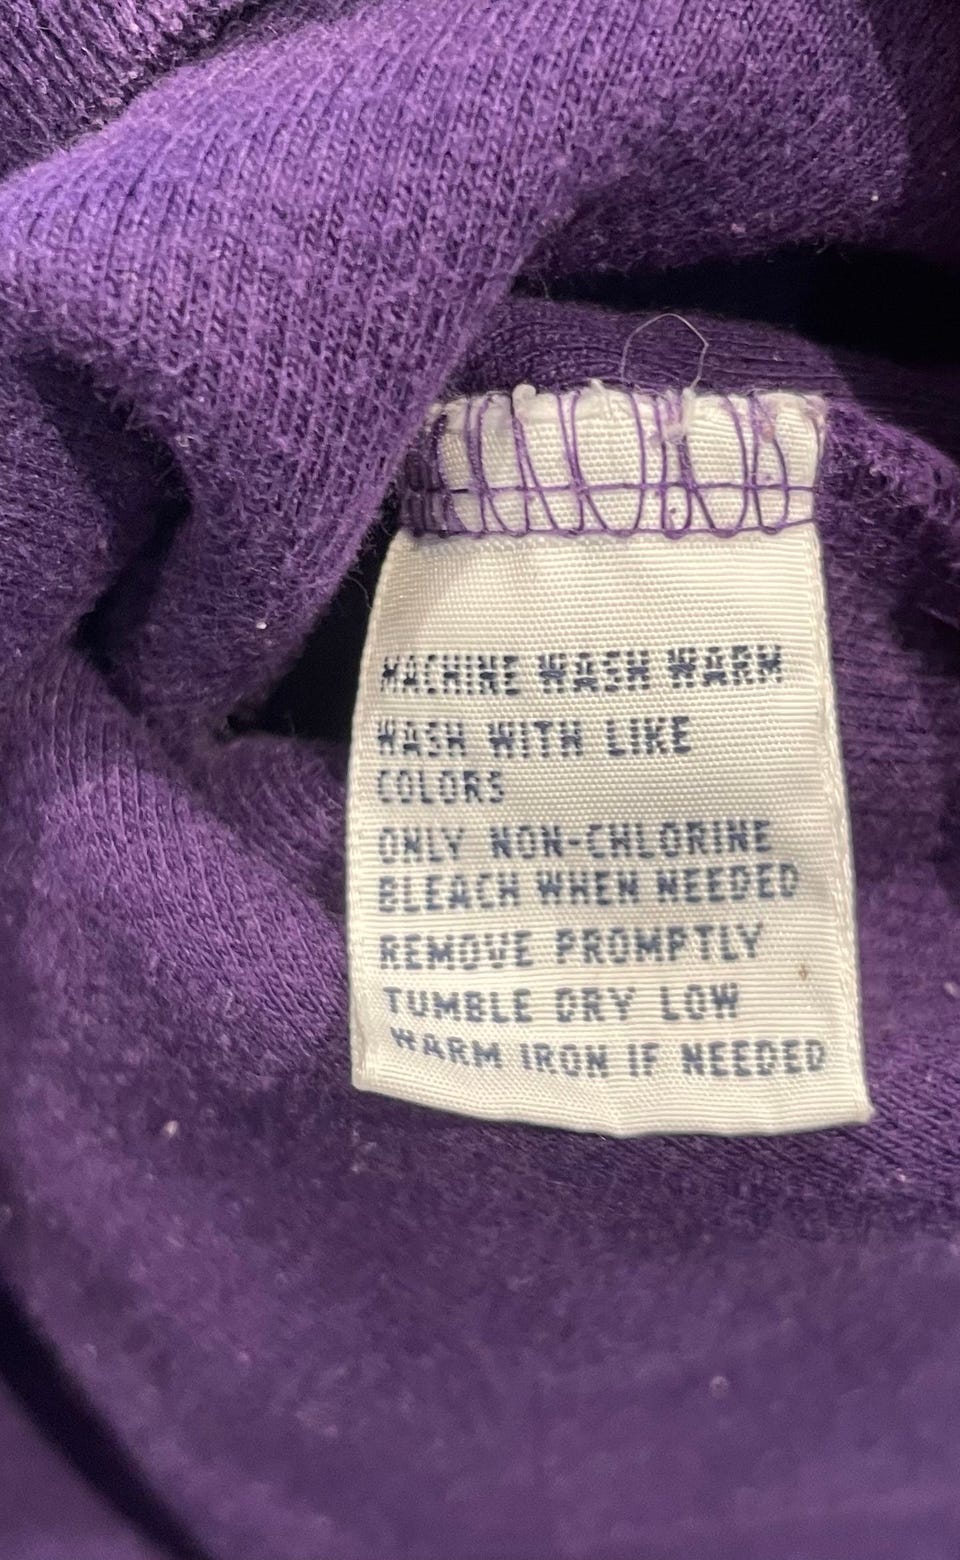 MACHINE WASH WARM
WASH WITH LIKE
COLORS
ONLY NON-CHLORINE
BLEACH WHEN NEEDED
REMOVE PROMPTLY
TUMBLE DRY LOW
WARM IRON IF NEEDED